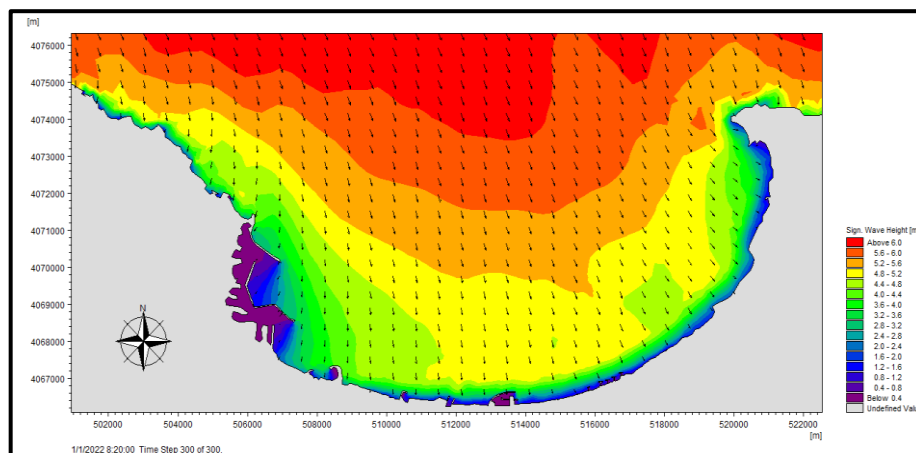 [m]
4076000
4075000
4074000
4073000
4072000
4071000
4070000
4069000
4068000
4067000
N
502000 504000 506000 508000 510000 512000 514000 516000 518000 520000 522000
[m]
Sign. Wave Height [m]
Above 6.0
5.6 - 6.0
5.2 - 5.6
4.8 - 5.2
4.4 - 4.8
4.0 - 4.4
3.6 - 4.0
3.2 - 3.6
2.8 - 3.2
2.4 - 2.8
2.0 - 2.4
1.6 - 2.0
1.2 - 1.6
0.8 - 1.2
0.4 - 0.8
Below 0.4
Undefined Valu
1/1/2022 8:20:00 Time Step 300 of 300.